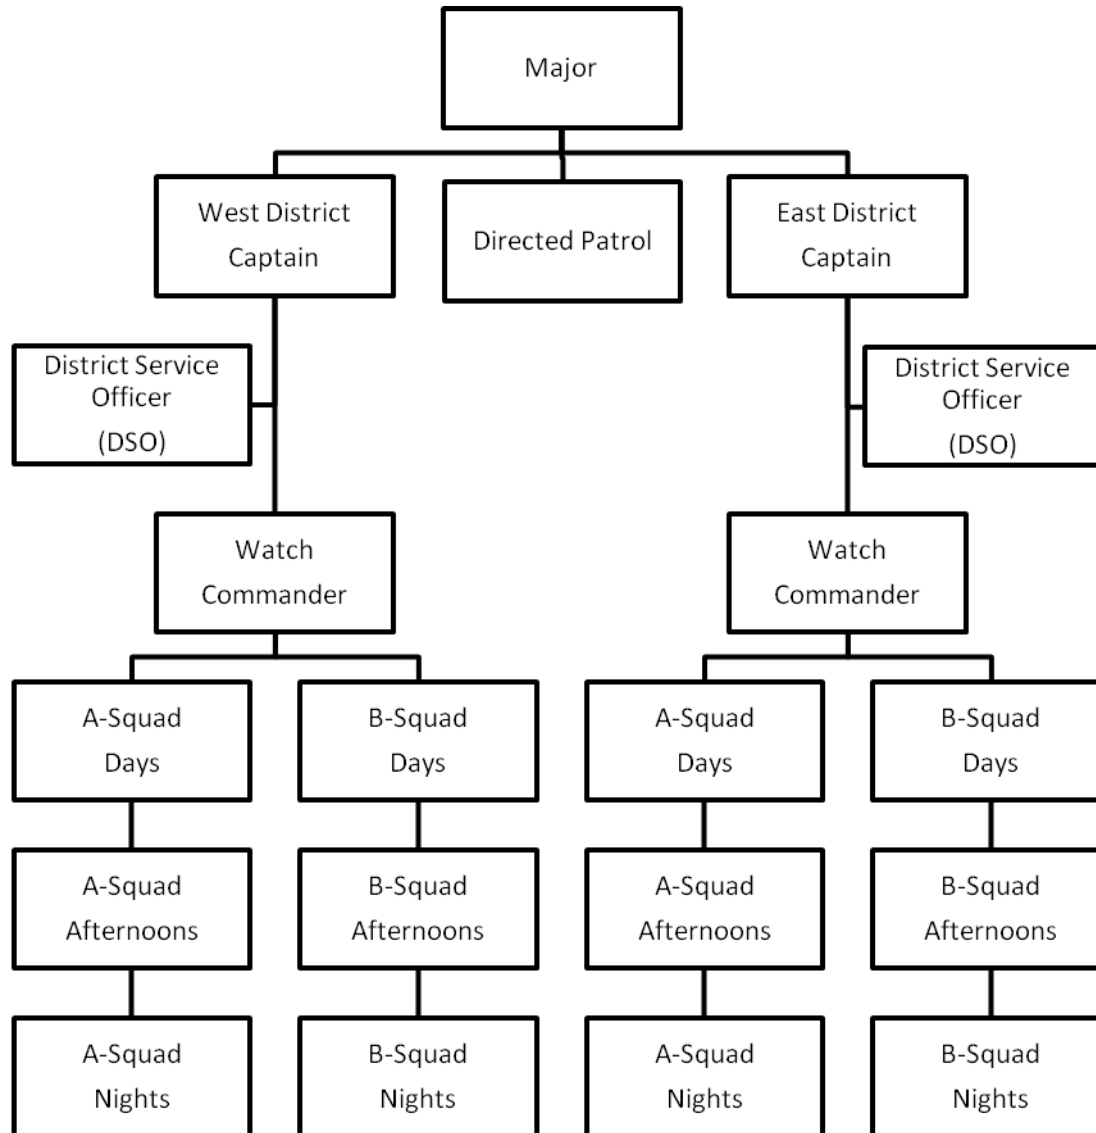 Major
West District
Captain
Directed Patrol
East District
Captain
District Service
Officer
(DSO)
District Service
Officer
(DSO)
Watch
Commander
Watch
Commander
A-Squad
Days
B-Squad
Days
A-Squad
Days
B-Squad
Days
A-Squad
Afternoons
B-Squad
Afternoons
A-Squad
Afternoons
B-Squad
Afternoons
A-Squad
Nights
B-Squad
Nights
A-Squad
Nights
B-Squad
Nights